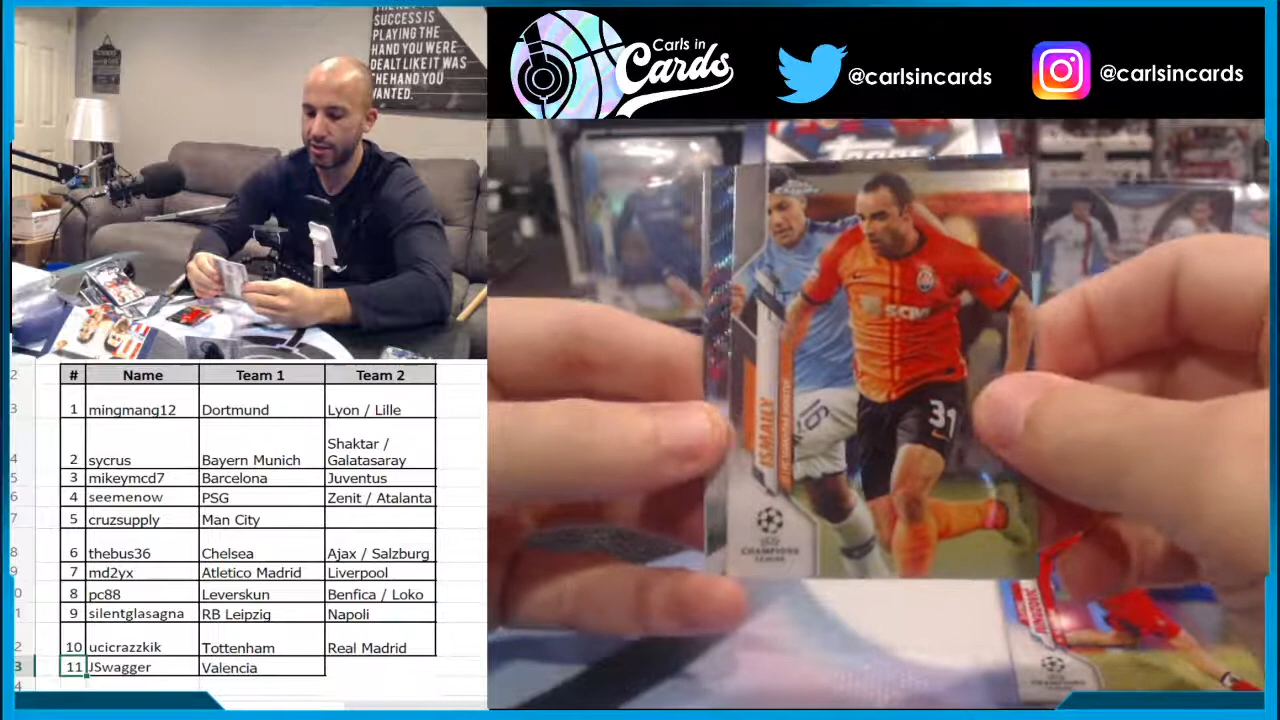 SUCCESS IS
PLAYING THE
HAND YOU WERE
DEALT LIKE IT WAS
THE HAND YOU
WANTED.
Carls in
Cards
@carlsincards
@carlsincards
Topps
CHROME
SCM
31
16
ISMAILY
UEFA
CHAMPIONS
LEAGUE
# Name Team 1 Team 2
1 mingmang12 Dortmund Lyon / Lille
2 sycrus Bayern Munich Shaktar / Galatasaray
3 mikeymcd7 Barcelona Juventus
4 seemenow PSG Zenit / Atalanta
5 cruzsupply Man City
6 thebus36 Chelsea Ajax / Salzburg
7 md2yx Atletico Madrid Liverpool
8 pc88 Leverskun Benfica / Loko
9 silentglasagna RB Leipzig Napoli
10 ucicrazzkik Tottenham Real Madrid
11 JSwagger Valencia